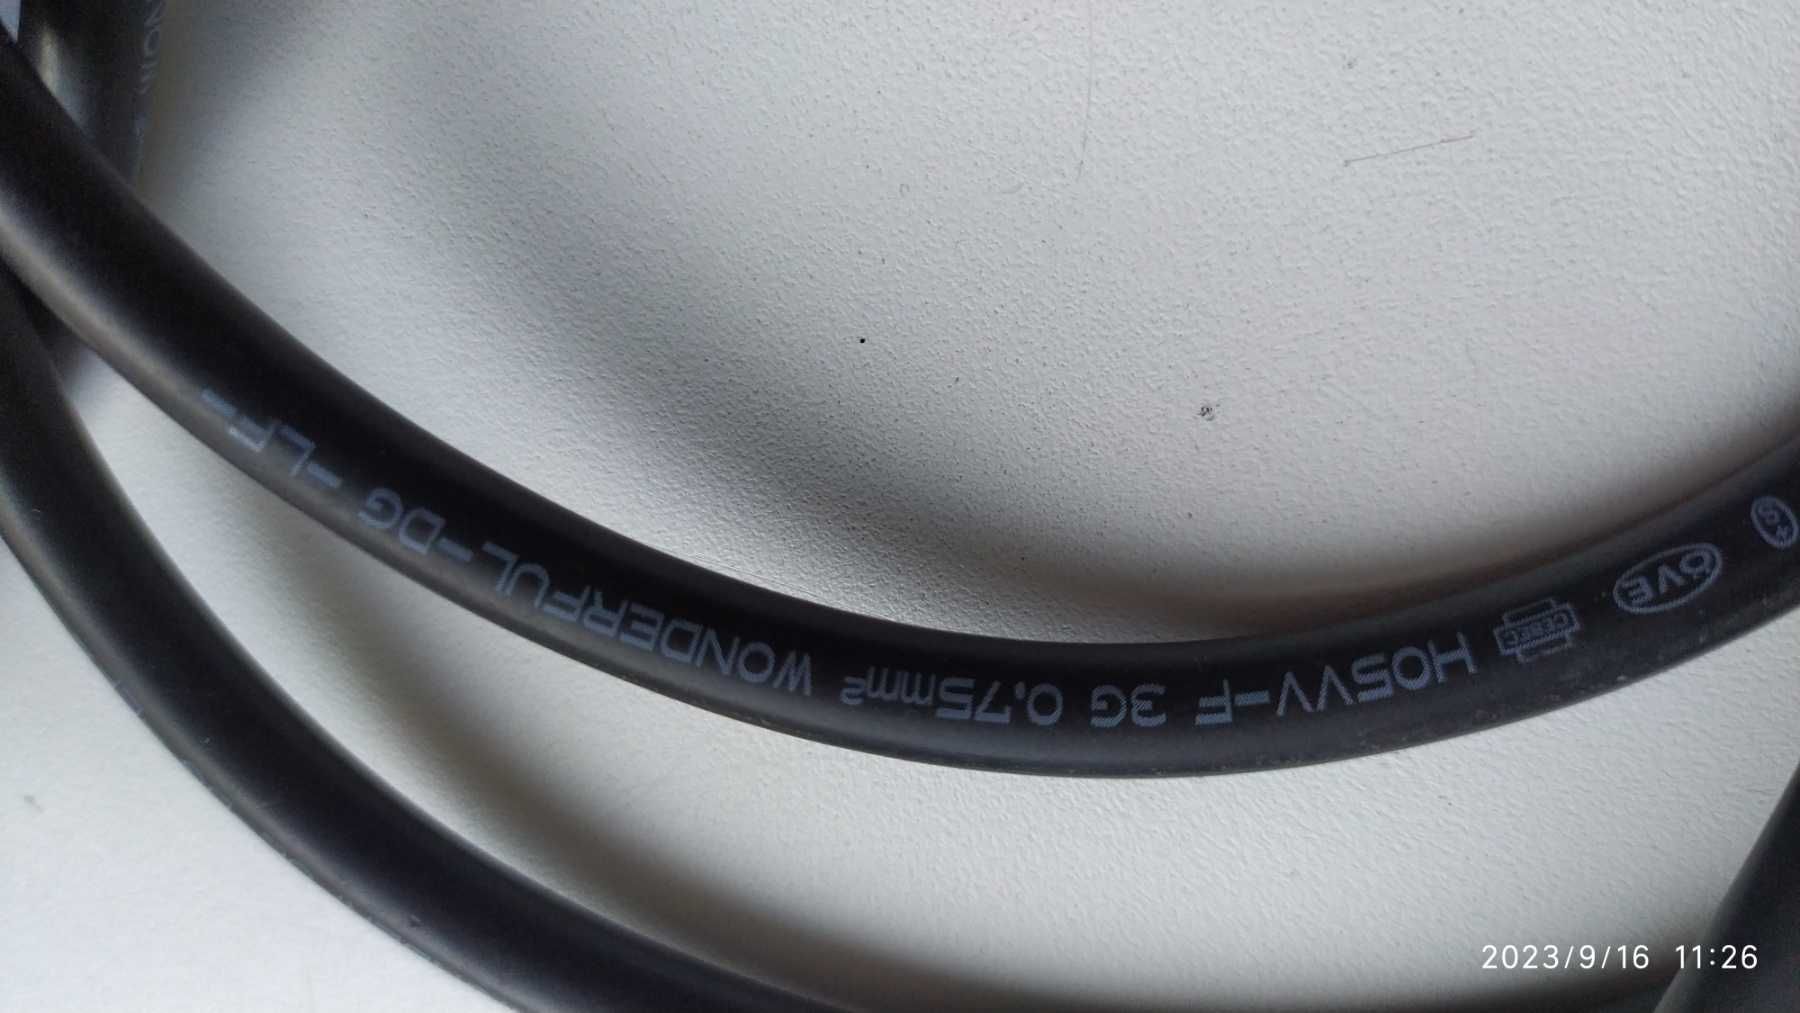 +S
ÖVE
CEBEC
H05VV-F 3G 0.75mm² WONDERFUL-DG -LF-
2023/9/16 11:26